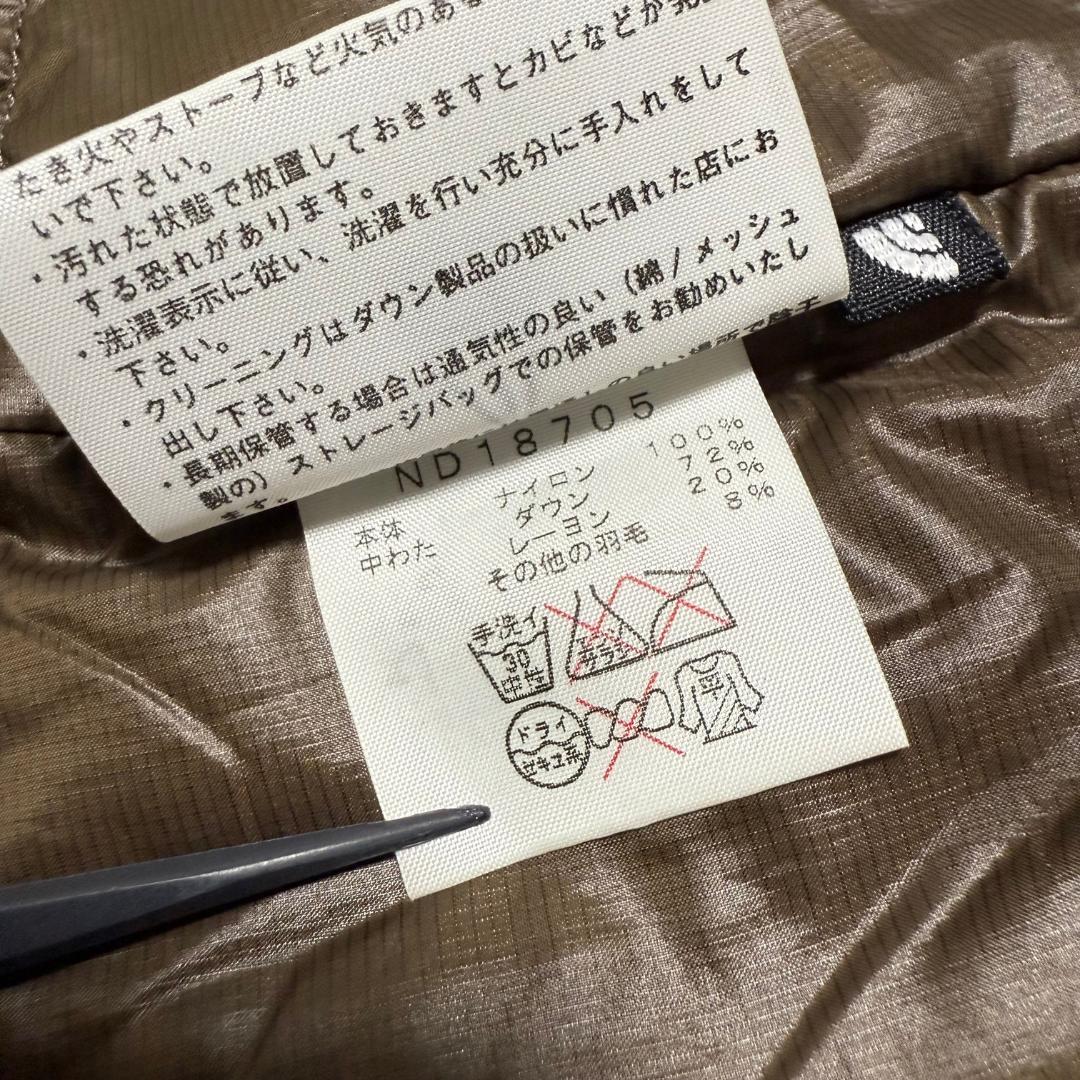 たき火やストーブなど火気のある
いで下さい。
・汚れた状態で放置しておきますとカビなどが発
する恐れがあります。
・洗濯表示に従い、洗濯を行い充分に手入れをして
下さい。
・クリーニングはダウン製品の扱いに慣れた店にお
出し下さい。
・長期保管する場合は通気性の良い（綿/メッシュ
製の）ストレージバッグでの保管をお勧めいたし
ます。
ND18705
本体 ナイロン 100%
中わた ダウン 72%
レーヨン 20%
その他の羽毛 8%
手洗イ
30
中性
エンソ
サラシ
ドライ
セキユ系